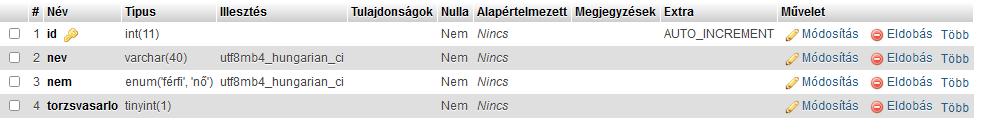 # Név Típus Illesztés Tulajdonságok Nulla Alapértelmezett Megjegyzések Extra Művelet
1 id int(11) Nem Nincs AUTO_INCREMENT Módosítás Eldobás Több
2 nev varchar(40) utf8mb4_hungarian_ci Nem Nincs Módosítás Eldobás Több
3 nem enum('férfi', 'nő') utf8mb4_hungarian_ci Nem Nincs Módosítás Eldobás Több
4 torzsvasarlo tinyint(1) Nem Nincs Módosítás Eldobás Több